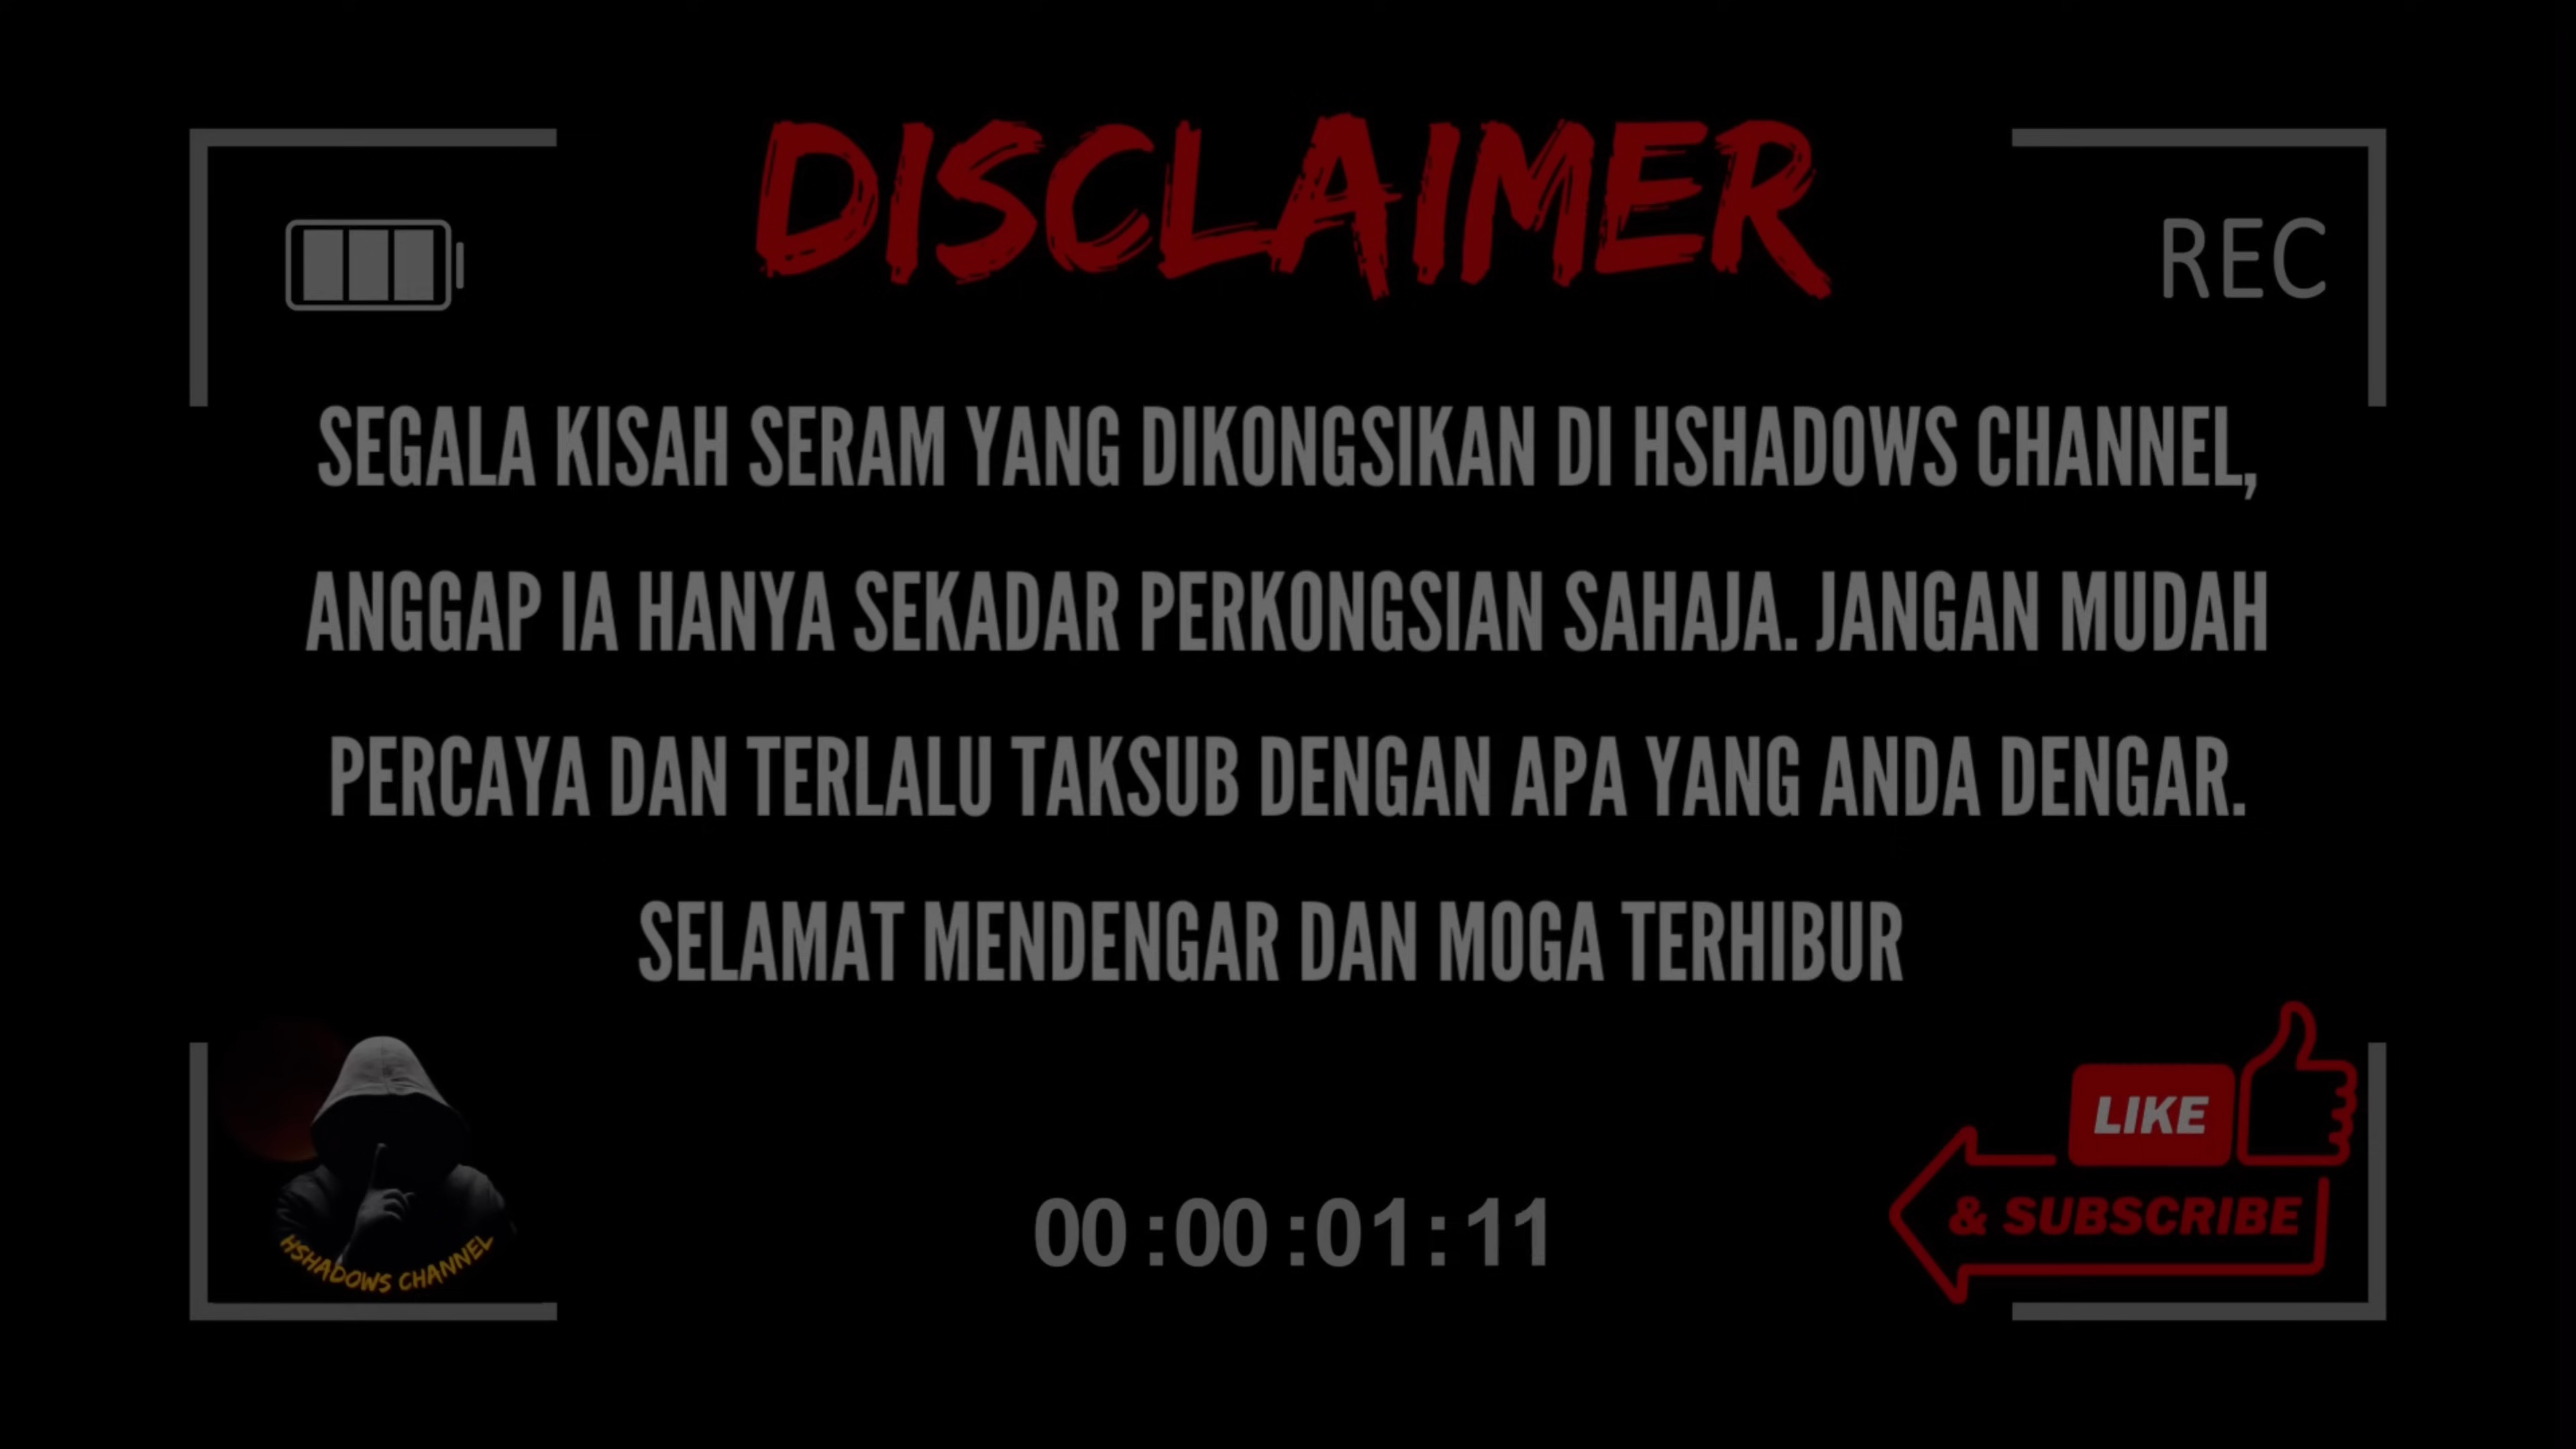 DISCLAIMER
REC
SEGALA KISAH SERAM YANG DIKONGSIKAN DI HSHADOWS CHANNEL,
ANGGAP IA HANYA SEKADAR PERKONGSIAN SAHAJA. JANGAN MUDAH
PERCAYA DAN TERLALU TAKSUB DENGAN APA YANG ANDA DENGAR.
SELAMAT MENDENGAR DAN MOGA TERHIBUR
HSHADOWS CHANNEL
00:00:01:11
LIKE
& SUBSCRIBE